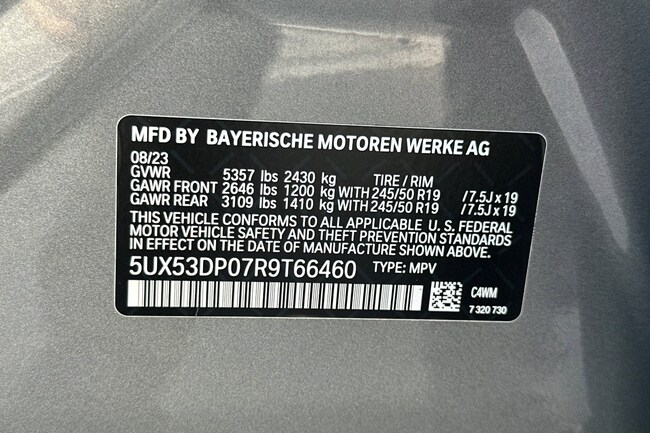 MFD BY BAYERISCHE MOTOREN WERKE AG
08/23
GVWR 5357 lbs 2430 kg TIRE / RIM
GAWR FRONT 2646 lbs 1200 kg WITH 245/50 R19 /7.5J x 19
GAWR REAR 3109 lbs 1410 kg WITH 245/50 R19 /7.5J x 19
THIS VEHICLE CONFORMS TO ALL APPLICABLE U. S. FEDERAL
MOTOR VEHICLE SAFETY AND THEFT PREVENTION STANDARDS
IN EFFECT ON THE DATE OF MANUFACTURE SHOWN ABOVE.
5UX53DP07R9T66460 TYPE: MPV
C4WM
7 320 730